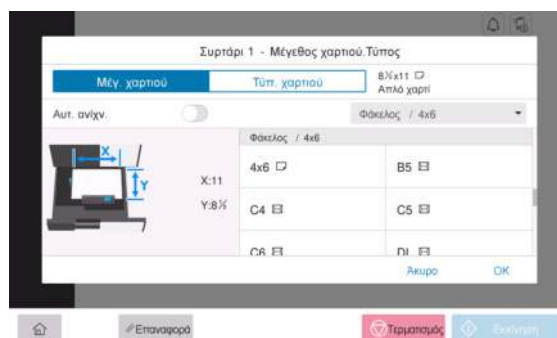 Συρτάρι 1 - Μέγεθος χαρτιού.Τύπος
Μέγ. χαρτιού
Τύπ. χαρτιού
8½x11
Απλό χαρτί
Αυτ. ανίχν.
Φάκελος / 4x6
Φάκελος / 4x6
X
Y
X:11
Y:8½
4x6
B5
C4
C5
C6
DL
Άκυρο
OK
Επαναφορά
Τερματισμός
Εκκίνηση